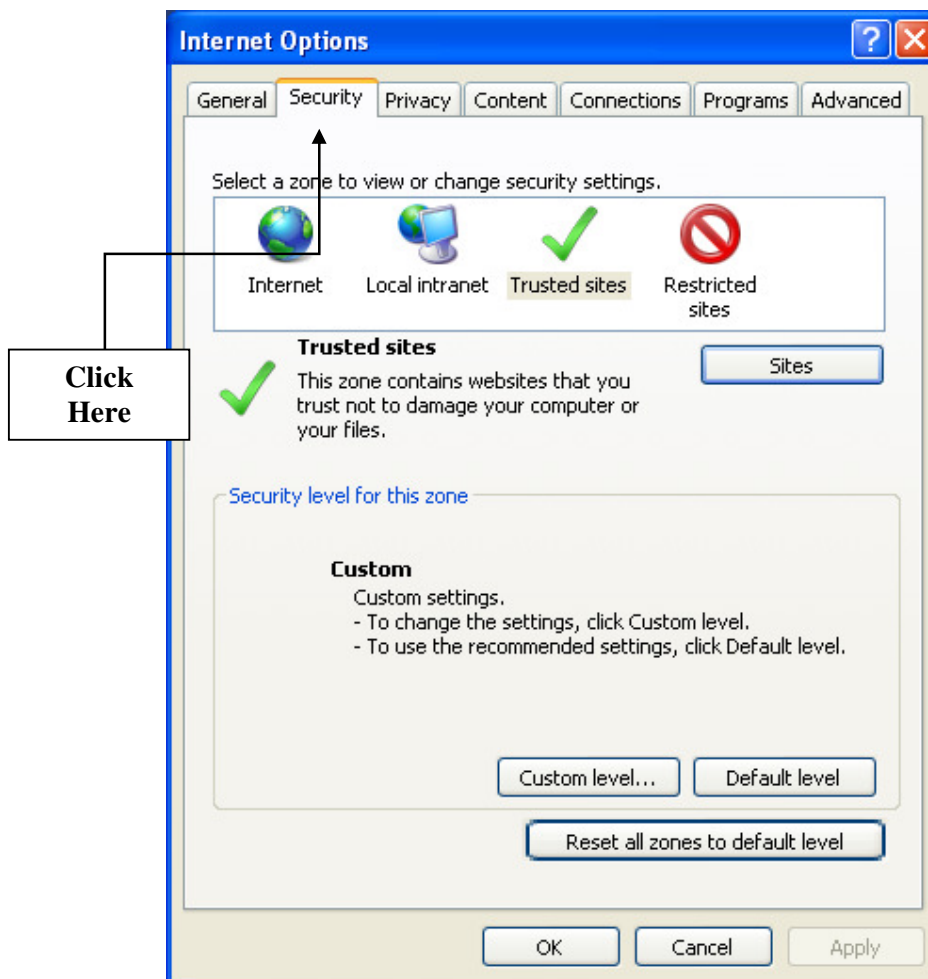 Internet Options
General Security Privacy Content Connections Programs Advanced
Select a zone to view or change security settings.
Internet Local intranet Trusted sites Restricted
sites
Click
Here
Trusted sites
Sites
This zone contains websites that you
trust not to damage your computer or
your files.
Security level for this zone
Custom
Custom settings.
- To change the settings, click Custom level.
- To use the recommended settings, click Default level.
Custom level... Default level
Reset all zones to default level
OK Cancel Apply